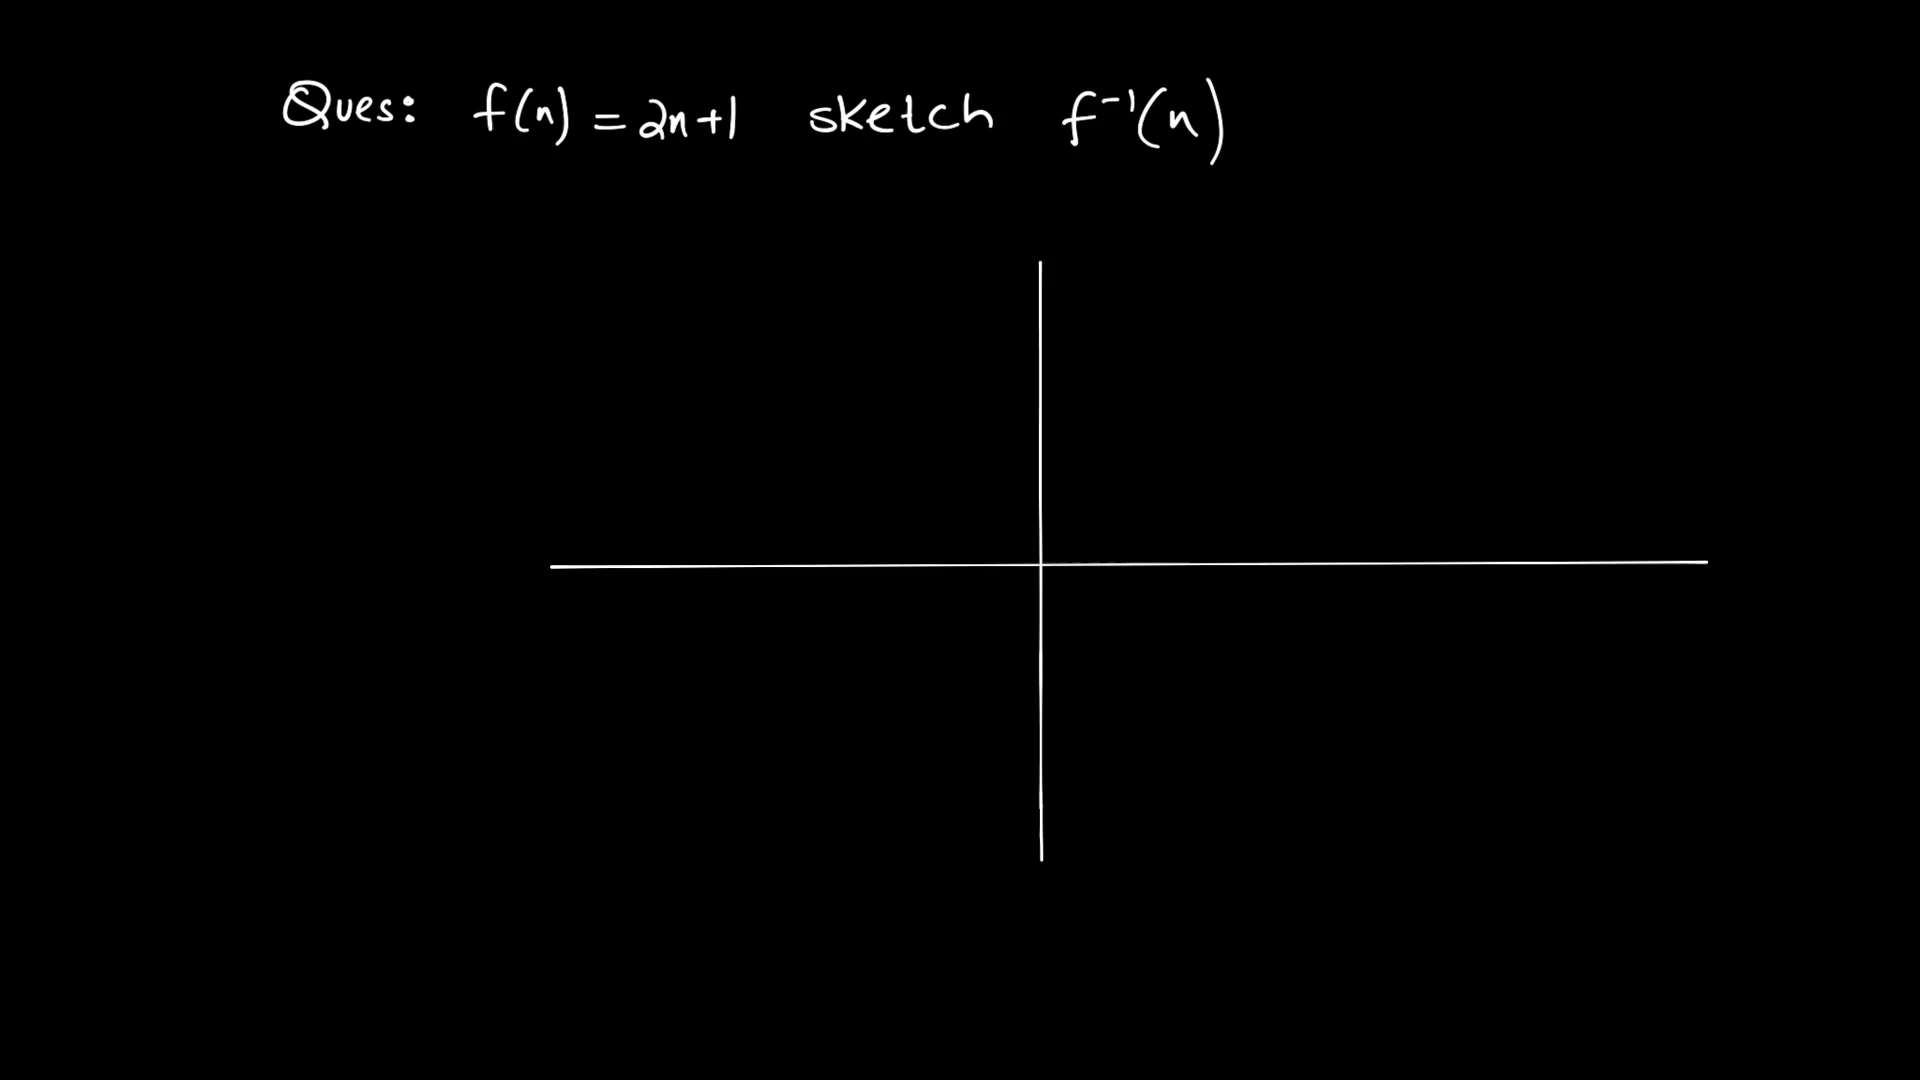 Ques: f(n) = 2n+1 sketch f⁻¹(n)